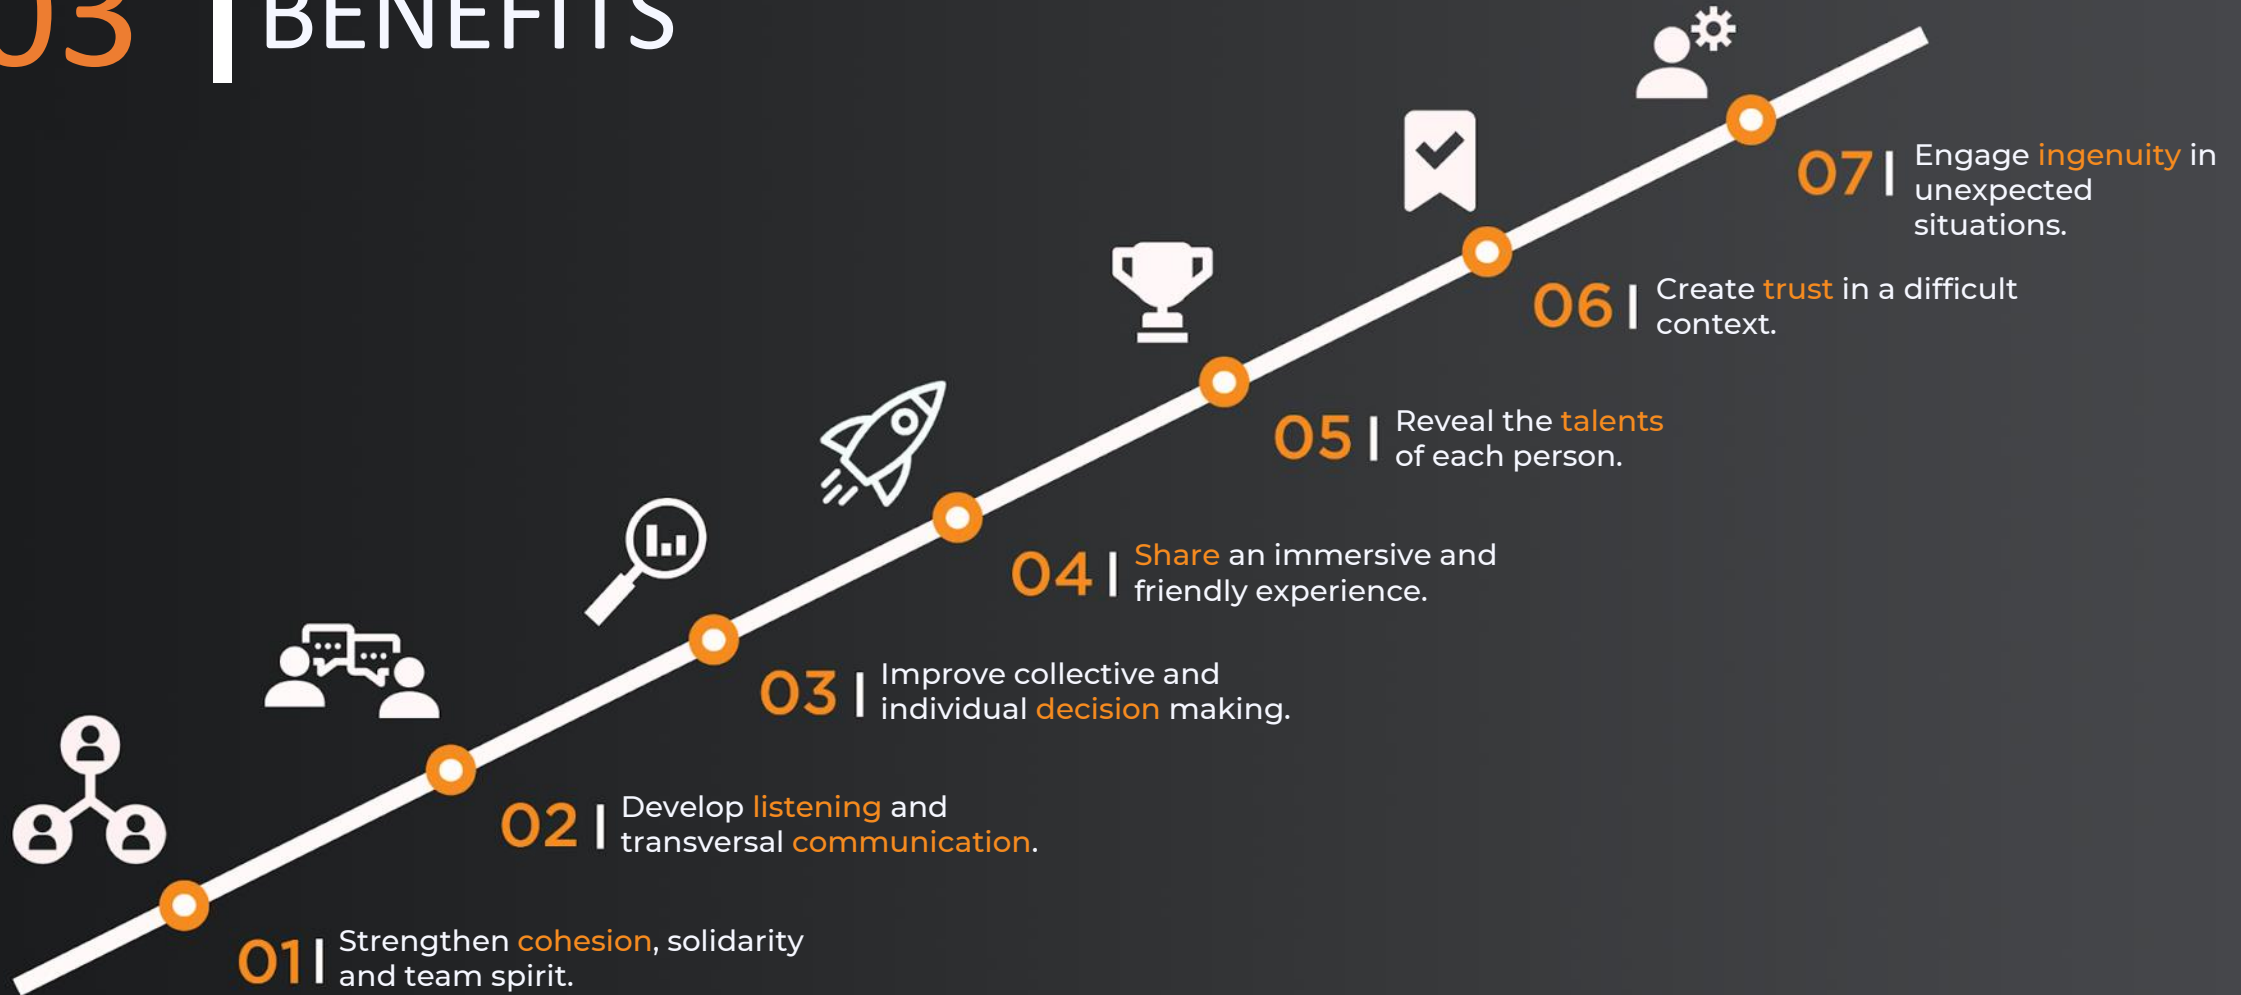 03 | BENEFITS
07 | Engage ingenuity in
unexpected
situations.
06 | Create trust in a difficult
context.
05 | Reveal the talents
of each person.
04 | Share an immersive and
friendly experience.
03 | Improve collective and
individual decision making.
02 | Develop listening and
transversal communication.
01 | Strengthen cohesion, solidarity
and team spirit.